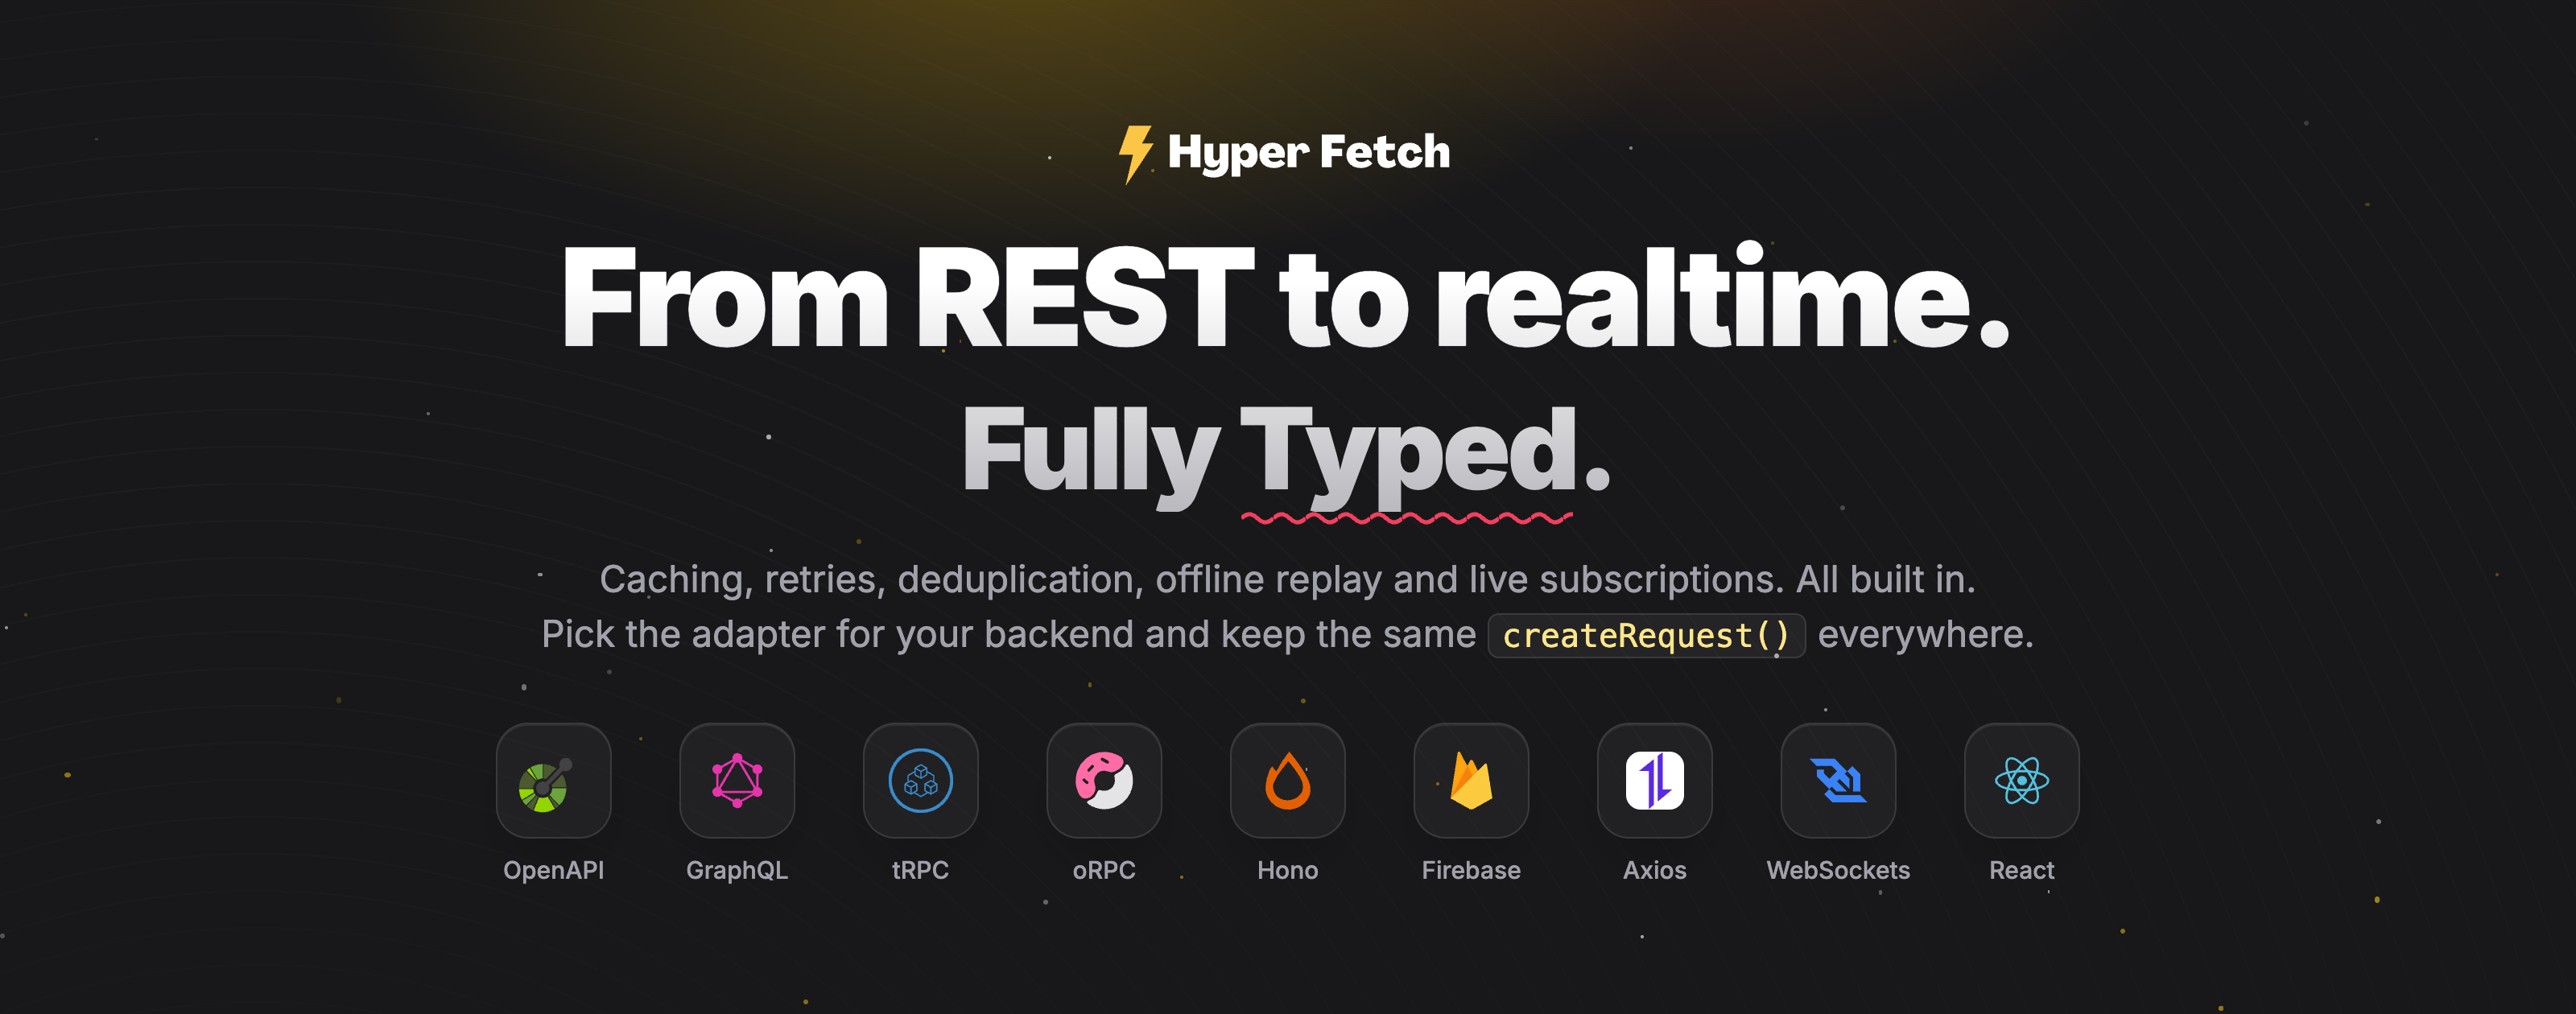 Hyper Fetch
From REST to realtime.
Fully Typed.
Caching, retries, deduplication, offline replay and live subscriptions. All built in.
Pick the adapter for your backend and keep the same createRequest() everywhere.
OpenAPI GraphQL tRPC oRPC Hono Firebase Axios WebSockets React